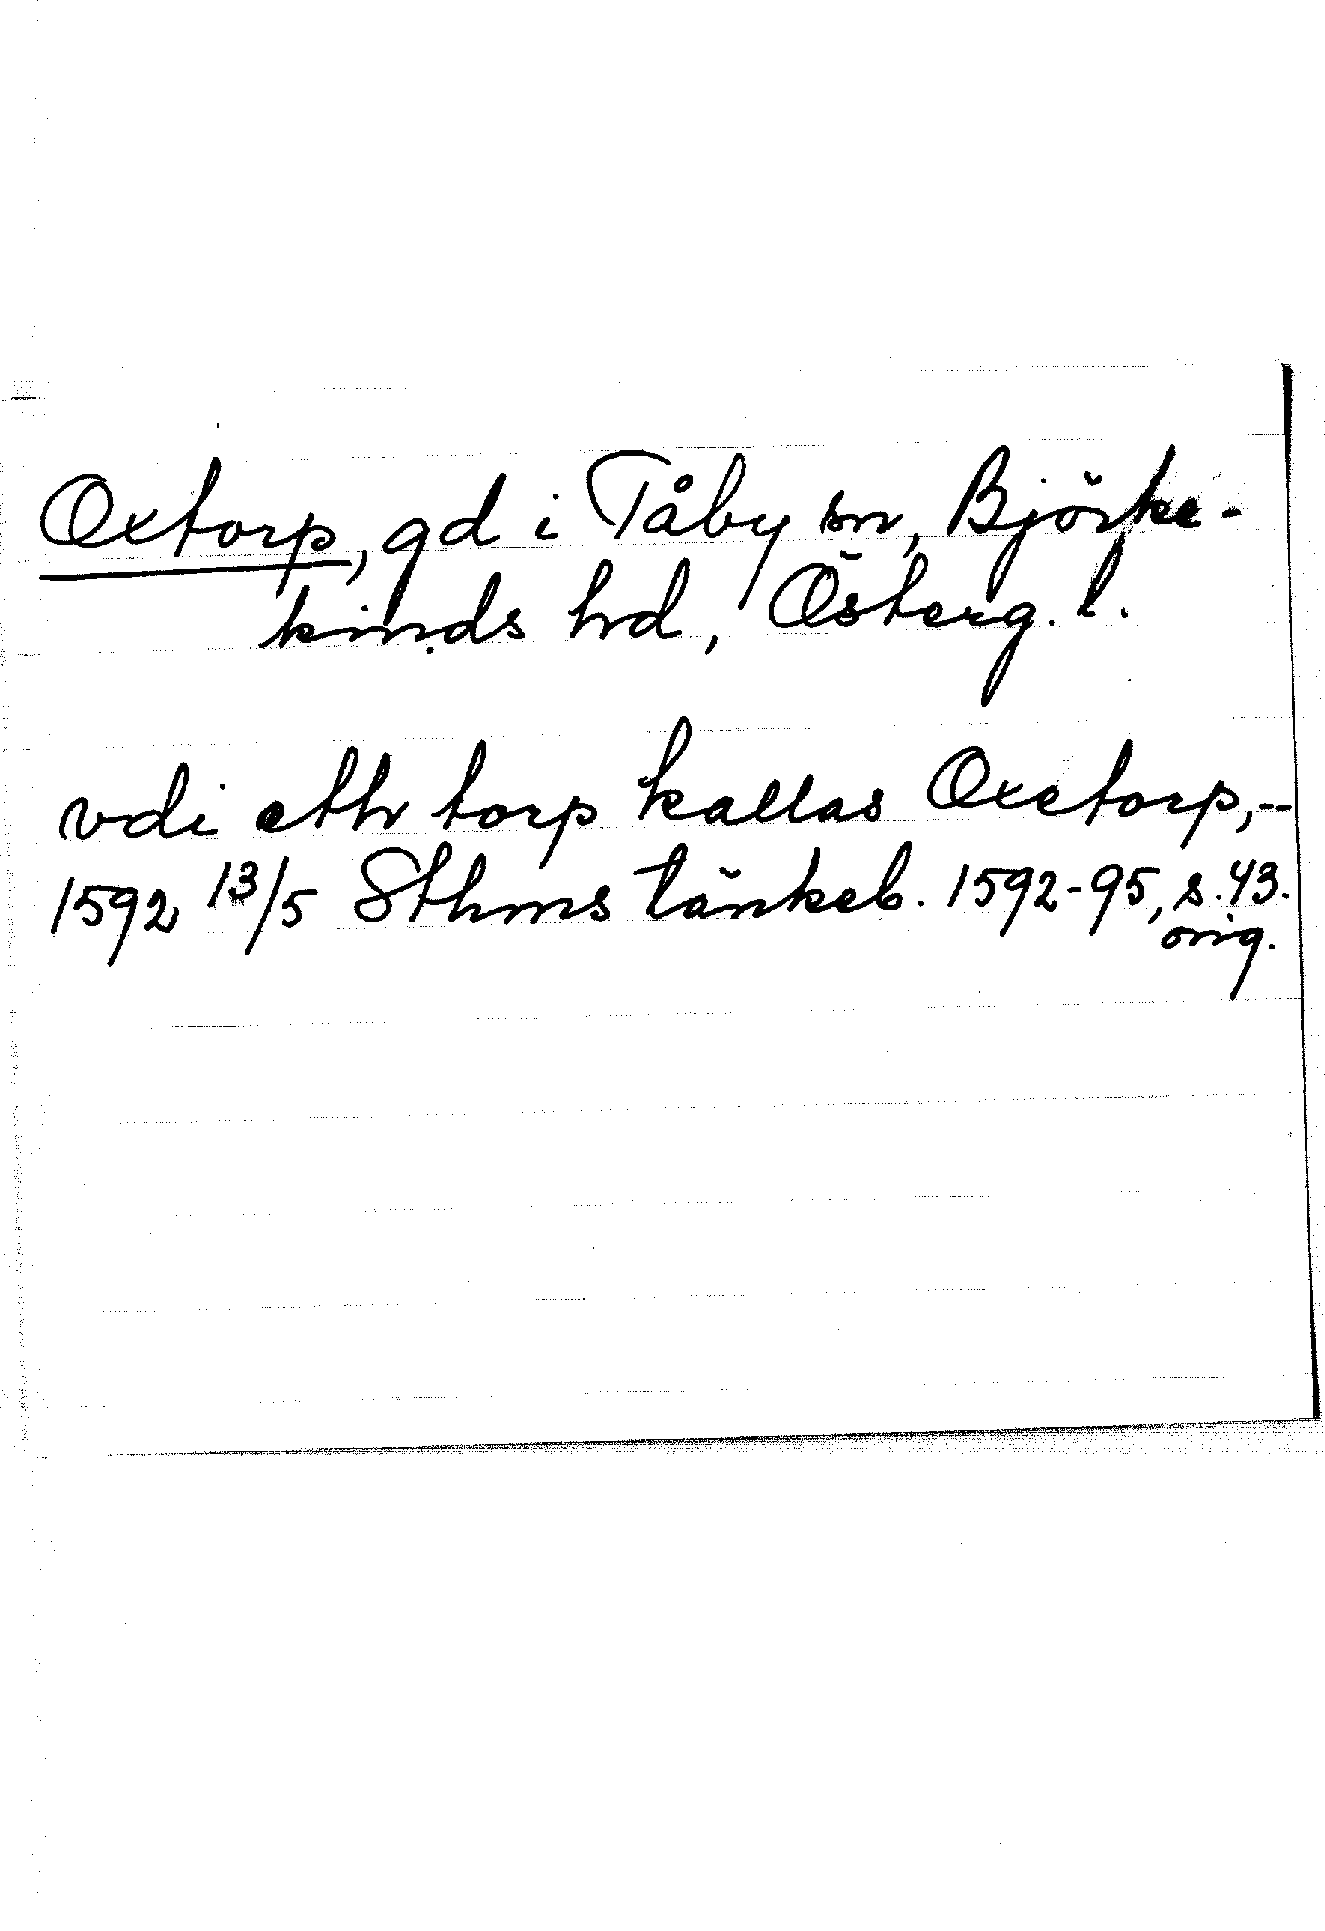 Oxtorp, gd i Tåby sn, Björke-
kinds hd, Österg. l.
vdi etth torp kallas Oxetorp,--
1592 13/5 Sthms tänkeb. 1592-95, s. 43.
orig.